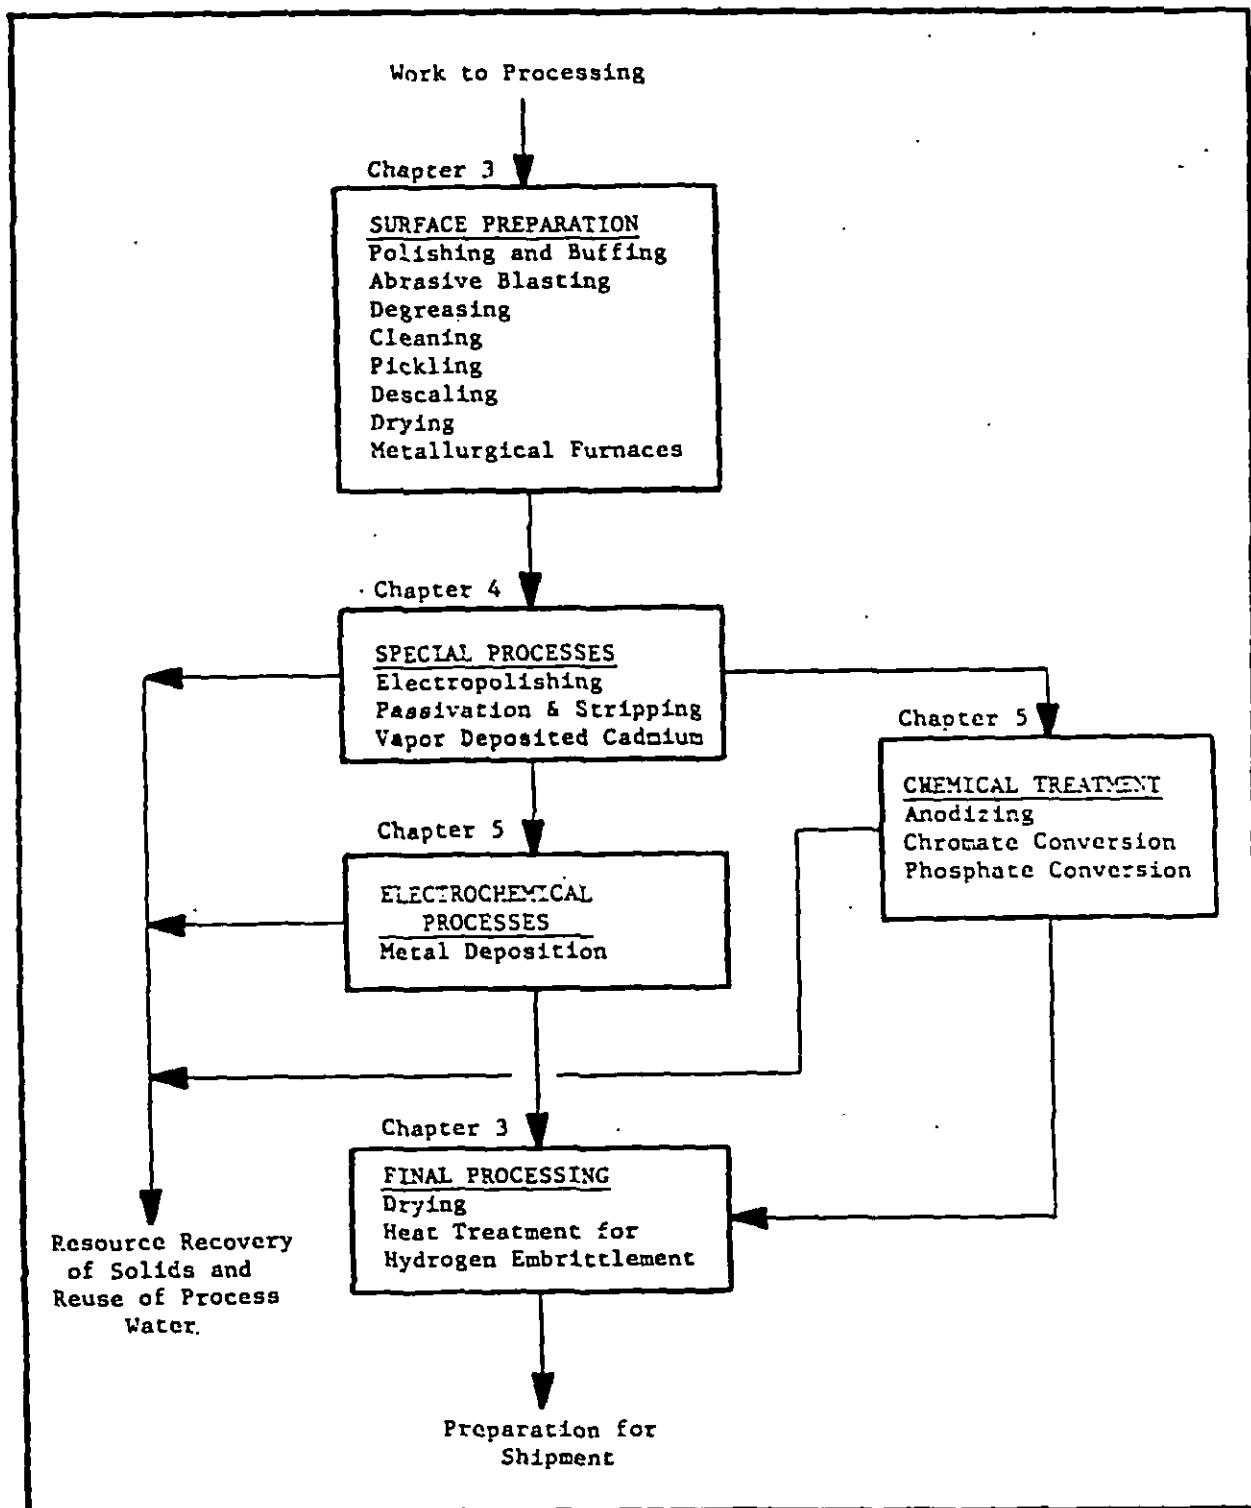 Work to Processing
Chapter 3
SURFACE PREPARATION
Polishing and Buffing
Abrasive Blasting
Degreasing
Cleaning
Pickling
Descaling
Drying
Metallurgical Furnaces
Chapter 4
SPECIAL PROCESSES
Electropolishing
Passivation & Stripping
Vapor Deposited Cadmium
Chapter 5
CHEMICAL TREATMENT
Anodizing
Chromate Conversion
Phosphate Conversion
Chapter 5
ELECTROCHEMICAL
PROCESSES
Metal Deposition
Chapter 3
FINAL PROCESSING
Drying
Heat Treatment for
Hydrogen Embrittlement
Resource Recovery
of Solids and
Reuse of Process
Water.
Preparation for
Shipment